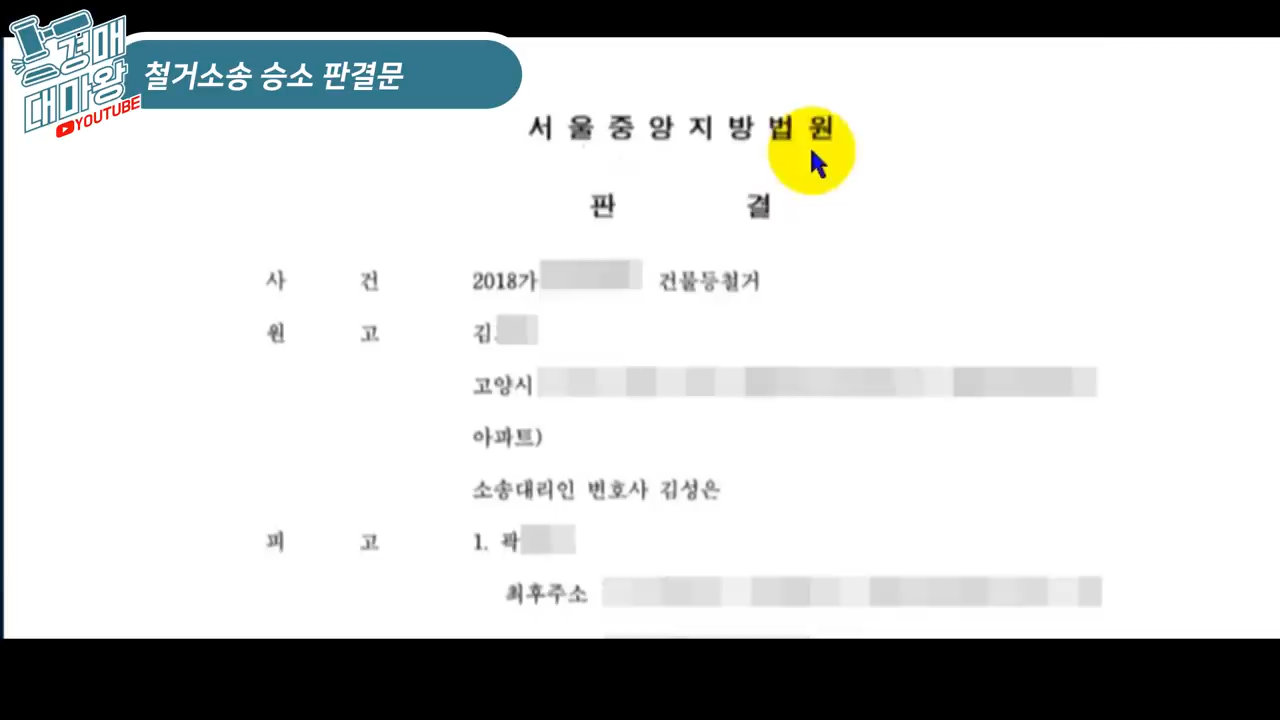 경매
대마왕
YOUTUBE
철거소송 승소 판결문
서울중앙지방법원
판 결
사 건 2018가 건물등철거
원 고 김
고양시
아파트)
소송대리인 변호사 김성은
피 고 1. 곽
최후주소